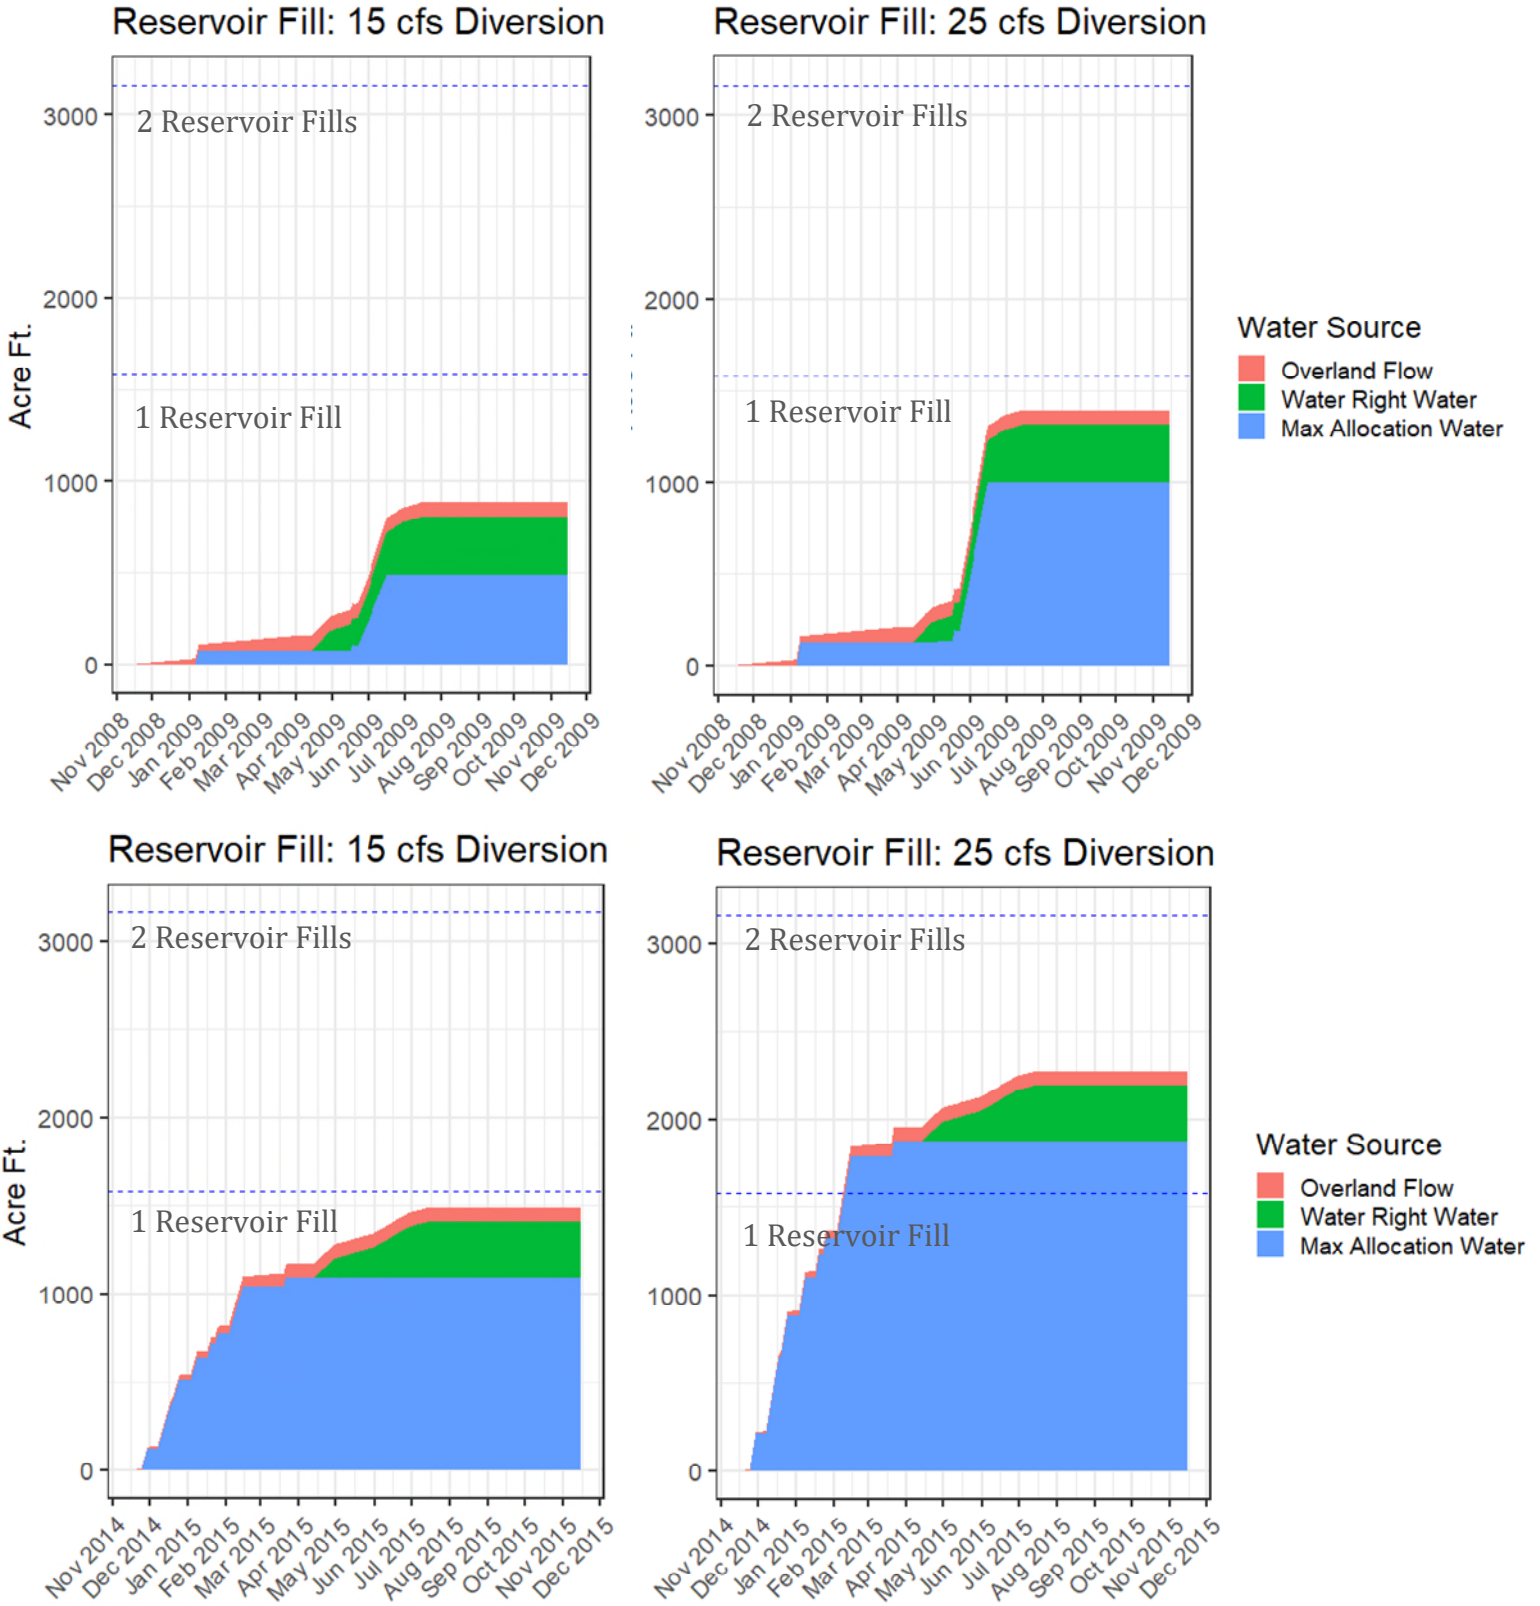 Reservoir Fill: 15 cfs Diversion
Acre Ft.
3000
2000
1000
0
2 Reservoir Fills
1 Reservoir Fill
Nov 2008
Dec 2008
Jan 2009
Feb 2009
Mar 2009
Apr 2009
May 2009
Jun 2009
Jul 2009
Aug 2009
Sep 2009
Oct 2009
Nov 2009
Dec 2009
Reservoir Fill: 25 cfs Diversion
3000
2000
1000
0
2 Reservoir Fills
1 Reservoir Fill
Nov 2008
Dec 2008
Jan 2009
Feb 2009
Mar 2009
Apr 2009
May 2009
Jun 2009
Jul 2009
Aug 2009
Sep 2009
Oct 2009
Nov 2009
Dec 2009
Water Source
Overland Flow
Water Right Water
Max Allocation Water
Reservoir Fill: 15 cfs Diversion
Acre Ft.
3000
2000
1000
0
2 Reservoir Fills
1 Reservoir Fill
Nov 2014
Dec 2014
Jan 2015
Feb 2015
Mar 2015
Apr 2015
May 2015
Jun 2015
Jul 2015
Aug 2015
Sep 2015
Oct 2015
Nov 2015
Dec 2015
Reservoir Fill: 25 cfs Diversion
3000
2000
1000
0
2 Reservoir Fills
1 Reservoir Fill
Nov 2014
Dec 2014
Jan 2015
Feb 2015
Mar 2015
Apr 2015
May 2015
Jun 2015
Jul 2015
Aug 2015
Sep 2015
Oct 2015
Nov 2015
Dec 2015
Water Source
Overland Flow
Water Right Water
Max Allocation Water